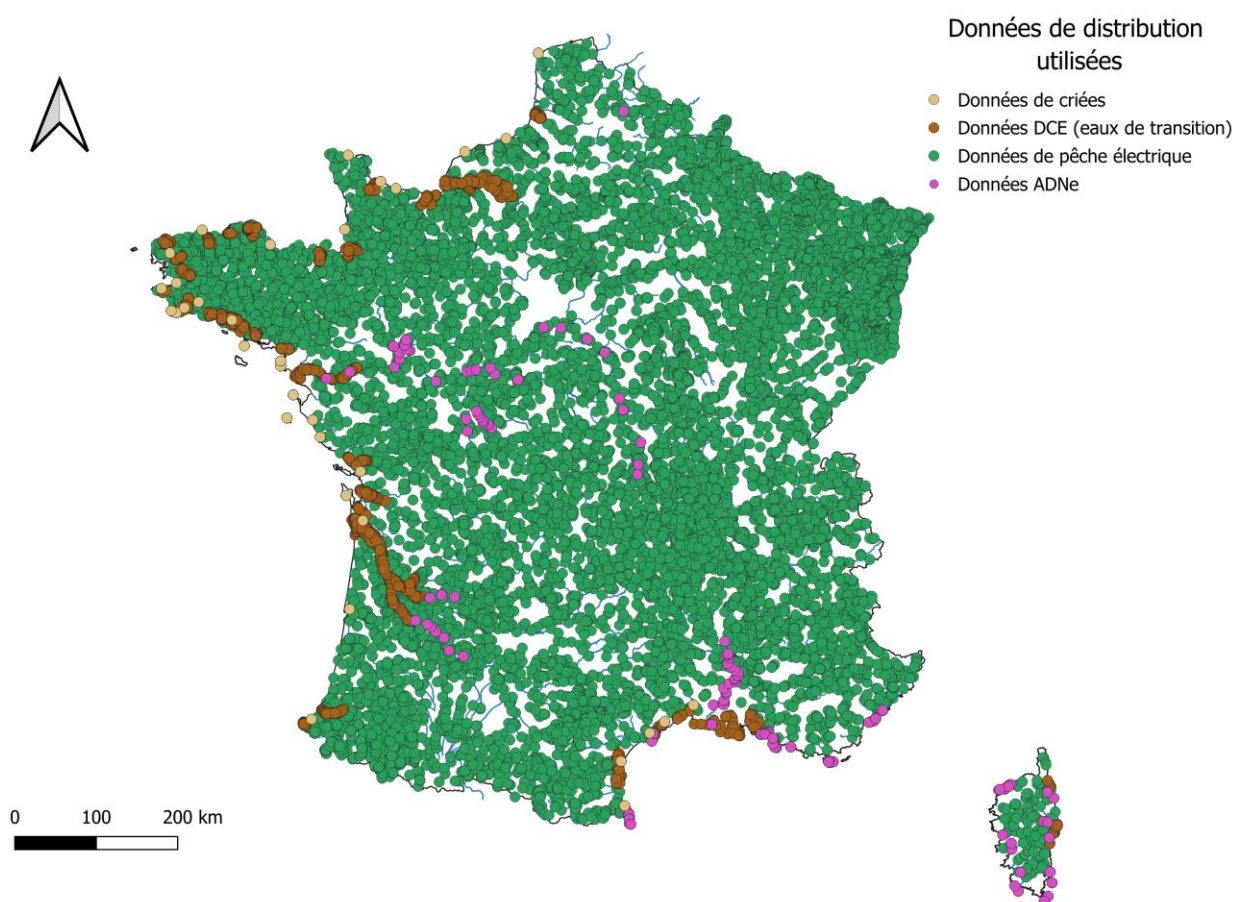 Données de distribution
utilisées
Données de criées
Données DCE (eaux de transition)
Données de pêche électrique
Données ADNe
0 100 200 km